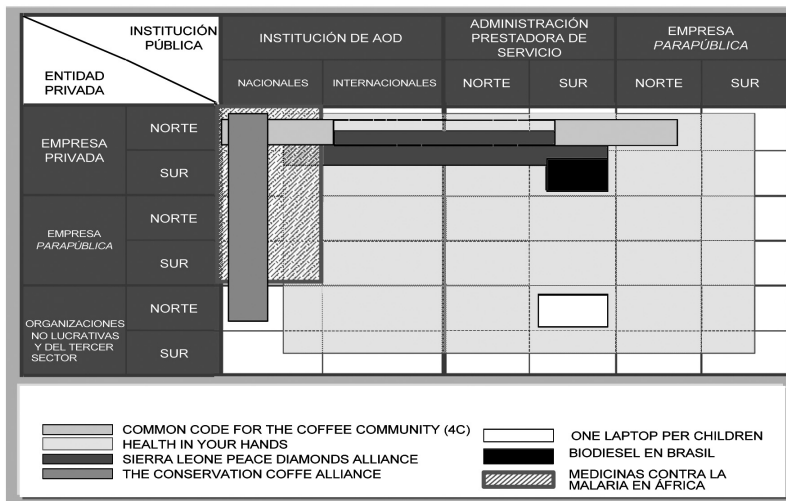 INSTITUCIÓN
PÚBLICA
ENTIDAD
PRIVADA
INSTITUCIÓN DE AOD
ADMINISTRACIÓN
PRESTADORA DE
SERVICIO
EMPRESA
PARAPÚBLICA
NACIONALES
INTERNACIONALES
NORTE
SUR
NORTE
SUR
EMPRESA
PRIVADA
NORTE
SUR
EMPRESA
PARAPÚBLICA
NORTE
SUR
ORGANIZACIONES
NO LUCRATIVAS
Y DEL TERCER
SECTOR
NORTE
SUR
COMMON CODE FOR THE COFFEE COMMUNITY (4C)
HEALTH IN YOUR HANDS
SIERRA LEONE PEACE DIAMONDS ALLIANCE
THE CONSERVATION COFFE ALLIANCE
ONE LAPTOP PER CHILDREN
BIODIESEL EN BRASIL
MEDICINAS CONTRA LA
MALARIA EN ÁFRICA